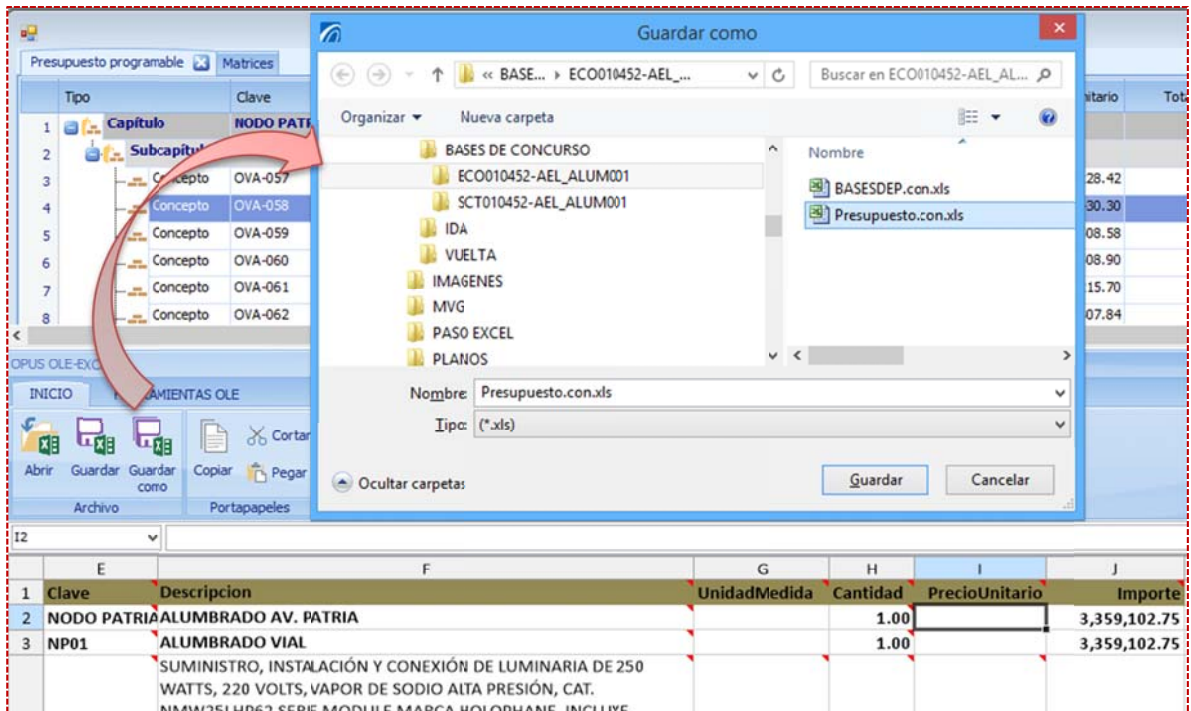 Guardar como
Presupuesto programable Matrices
« BASE... ECO010452-AEL_... Buscar en ECO010452-AEL_AL...
Tipo Clave nitario Tot
Organizar Nueva carpeta
1 Capítulo NODO PATI
2 Subcapítul
3 Concepto OVA-057 28.42
4 Concepto OVA-058 30.30
5 Concepto OVA-059 08.58
6 Concepto OVA-060 08.90
7 Concepto OVA-061 15.70
8 Concepto OVA-062 07.84
BASES DE CONCURSO
ECO010452-AEL_ALUM001
SCT010452-AEL_ALUM001
IDA
VUELTA
IMAGENES
MVG
PASO EXCEL
PLANOS
Nombre
BASESDEP.con.xls
Presupuesto.con.xls
Nombre Presupuesto.con.xls
Tipo: (*.xls)
Ocultar carpetas Guardar Cancelar
OPUS OLE-EXC
INICIO AMIENTAS OLE
Abrir Guardar Guardar como Copiar Cortar Pegar
Archivo Portapapeles
I2
E F G H I J
1 Clave Descripcion UnidadMedida Cantidad PrecioUnitario Importe
2 NODO PATRIA ALUMBRADO AV. PATRIA 1.00 3,359,102.75
3 NP01 ALUMBRADO VIAL 1.00 3,359,102.75
SUMINISTRO, INSTALACIÓN Y CONEXIÓN DE LUMINARIA DE 250
WATTS, 220 VOLTS, VAPOR DE SODIO ALTA PRESIÓN, CAT.
SERIE MODULE MARCA HOLOPHANE, INCLUYE